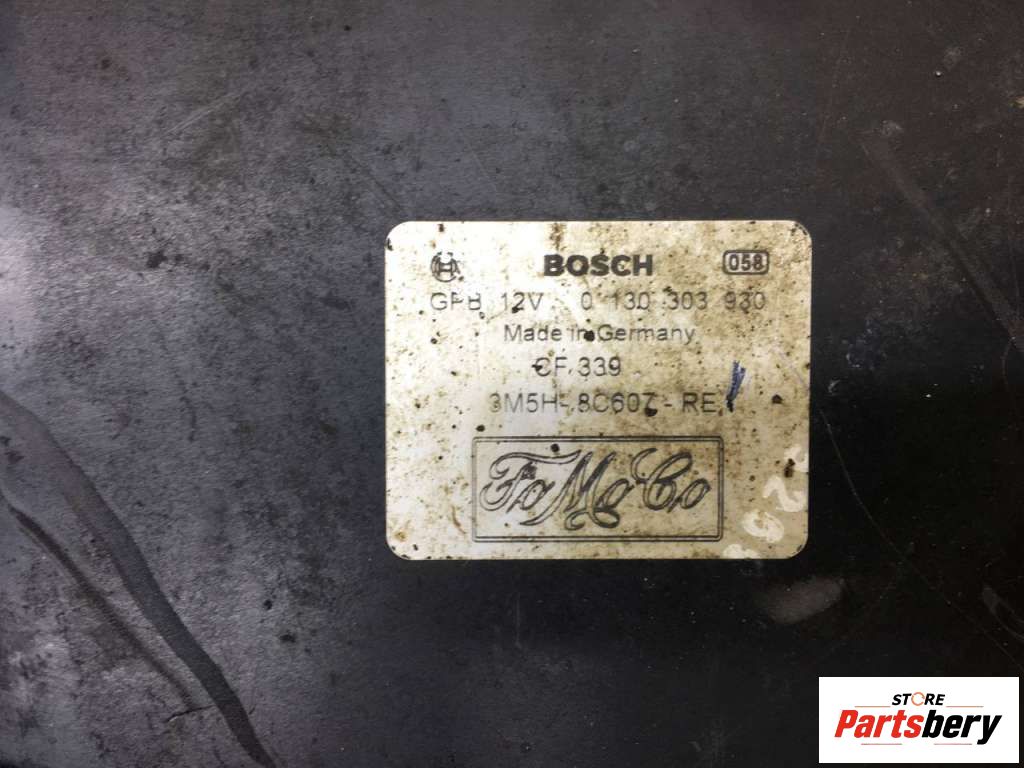 BOSCH 058
GPB 12V 0 130 303 930
Made in Germany
CF 339
3M5H-8C607-RE
FoMoCo
STORE
Partsbery